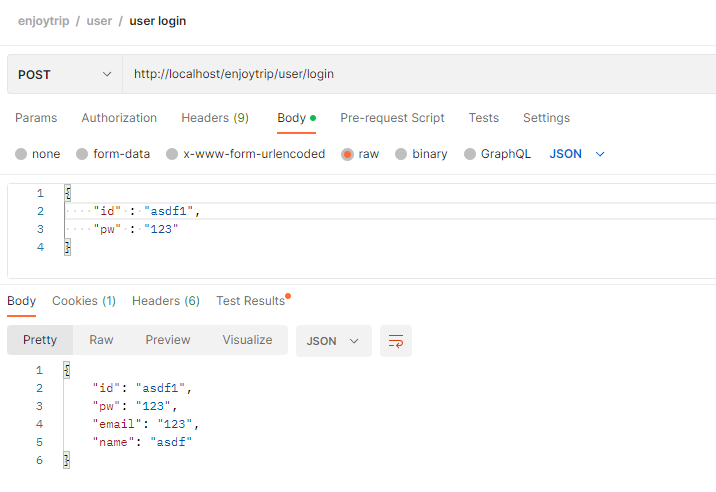 enjoytrip / user / user login
POST http://localhost/enjoytrip/user/login
Params Authorization Headers (9) Body Pre-request Script Tests Settings
none form-data x-www-form-urlencoded raw binary GraphQL JSON
1 {
2 "id" : "asdf1",
3 "pw" : "123"
4 }
Body Cookies (1) Headers (6) Test Results
Pretty Raw Preview Visualize JSON
1 {
2 "id": "asdf1",
3 "pw": "123",
4 "email": "123",
5 "name": "asdf"
6 }